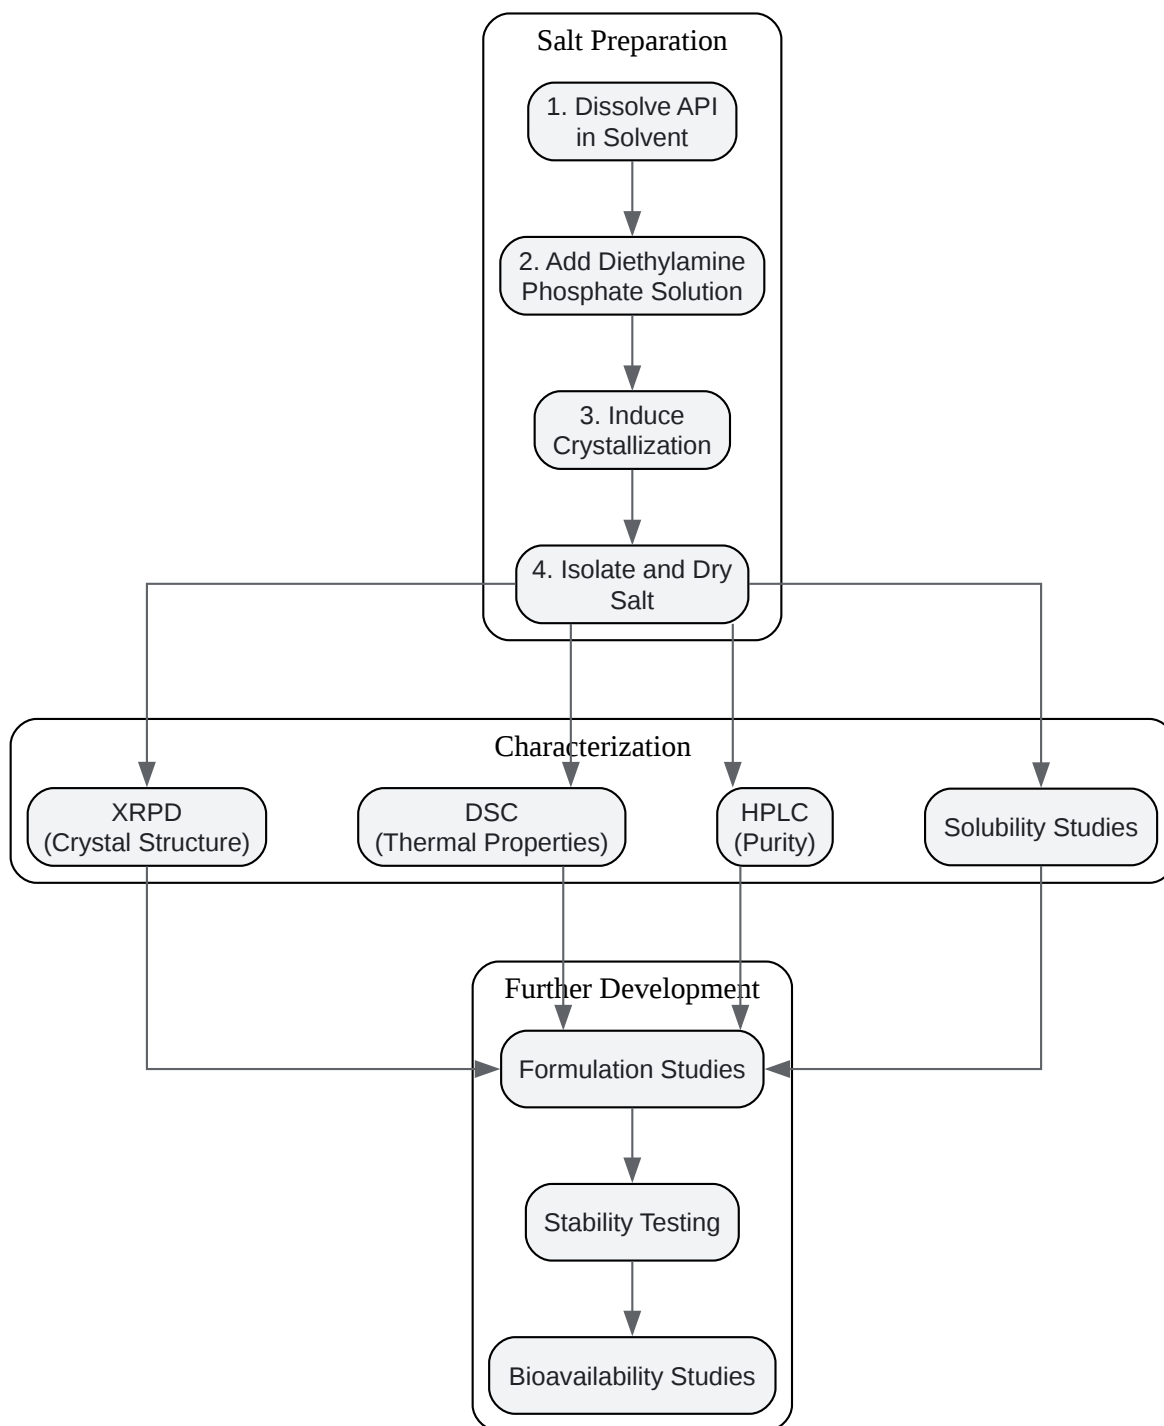 Salt Preparation
1. Dissolve API
in Solvent
2. Add Diethylamine
Phosphate Solution
3. Induce
Crystallization
4. Isolate and Dry
Salt
Characterization
XRPD
(Crystal Structure)
DSC
(Thermal Properties)
HPLC
(Purity)
Solubility Studies
Further Development
Formulation Studies
Stability Testing
Bioavailability Studies